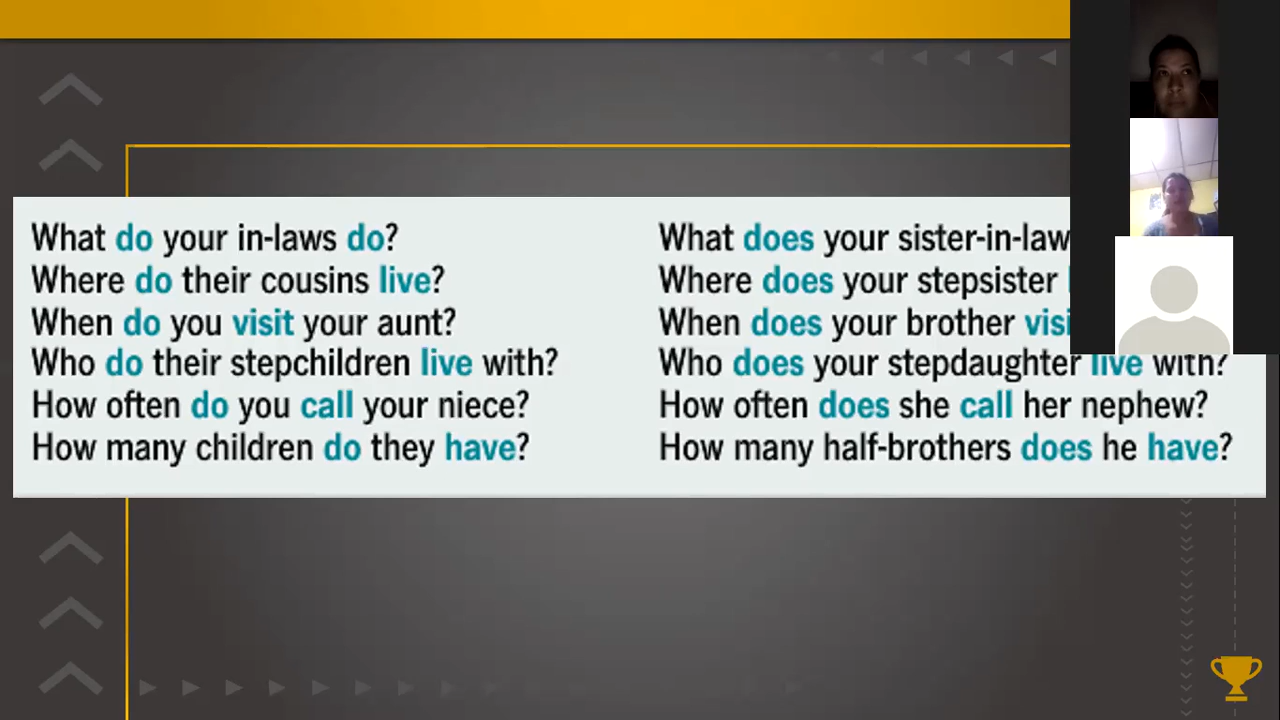 What do your in-laws do?
Where do their cousins live?
When do you visit your aunt?
Who do their stepchildren live with?
How often do you call your niece?
How many children do they have?
What does your sister-in-law
Where does your stepsister
When does your brother
Who does your stepdaughter live with?
How often does she call her nephew?
How many half-brothers does he have?